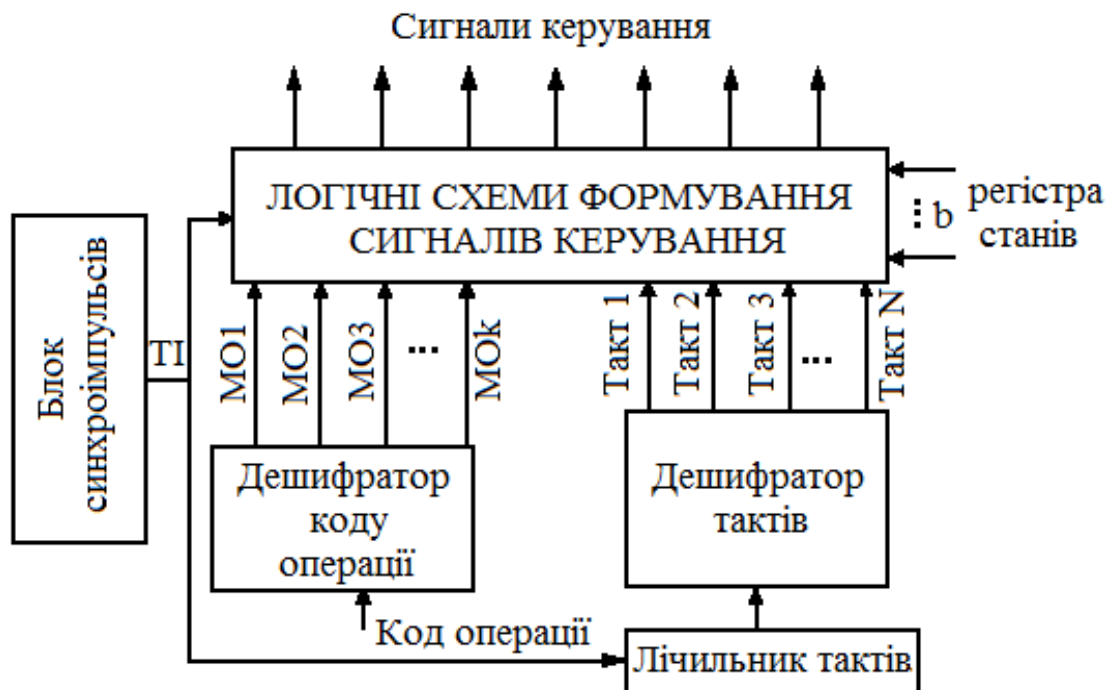 Сигнали керування
ЛОГІЧНІ СХЕМИ ФОРМУВАННЯ
СИГНАЛІВ КЕРУВАННЯ
b
регістра
станів
Блок
синхроімпульсів
ТІ
МО1
МО2
МО3
...
МОk
Такт 1
Такт 2
Такт 3
...
Такт N
Дешифратор
коду
операції
Дешифратор
тактів
Код операції
Лічильник тактів